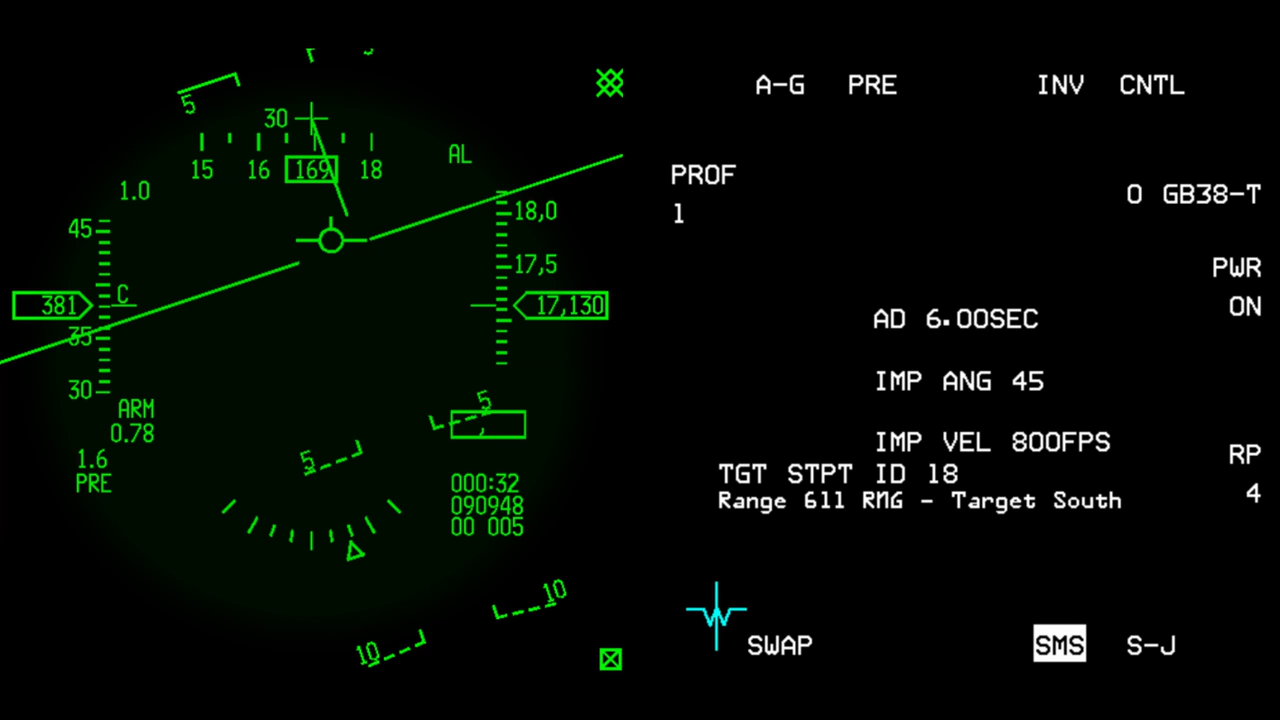 5
30
15 16 169 18
AL
1.0
45
18,0
17,5
C
381
17,130
35
30
ARM
0.78
1.6
PRE
5
5
000:32
090948
00 005
10
10
A-G PRE INV CNTL
PROF
1
0 GB38-T
PWR
ON
AD 6.00SEC
IMP ANG 45
IMP VEL 800FPS
RP
4
TGT STPT ID 18
Range 611 RMG - Target South
SWAP SMS S-J